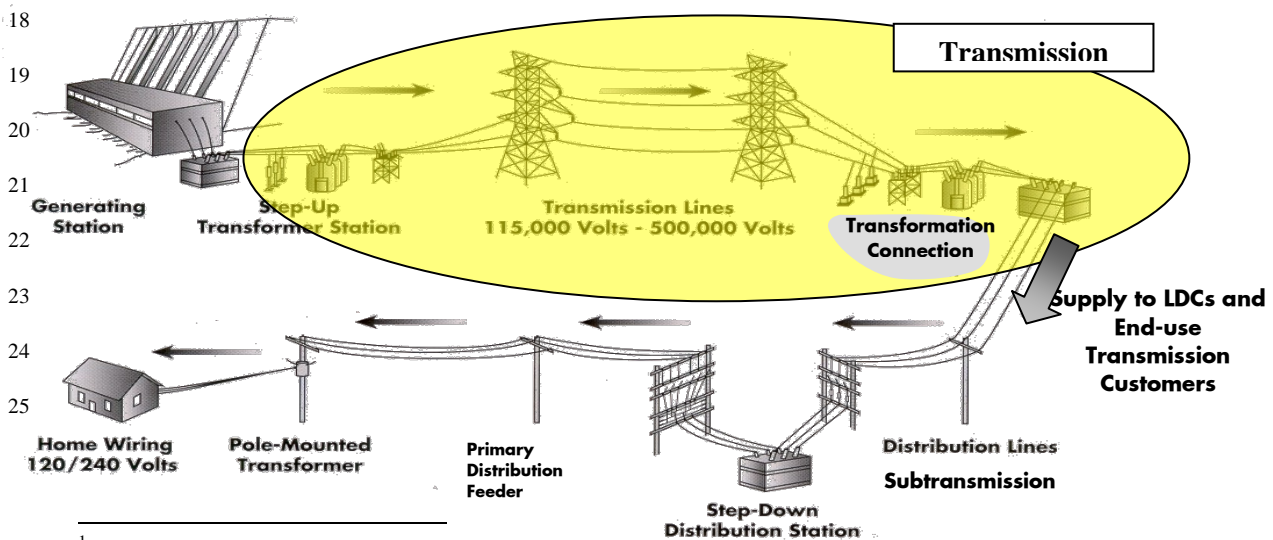 18
Transmission
19
20
21
Generating
Station
Step-Up
Transformer Station
Transmission Lines
115,000 Volts - 500,000 Volts
Transformation
Connection
22
23
Supply to LDCs and
End-use
Transmission
Customers
24
25
Home Wiring
120/240 Volts
Pole-Mounted
Transformer
Primary
Distribution
Feeder
Distribution Lines
Subtransmission
Step-Down
Distribution Station
1